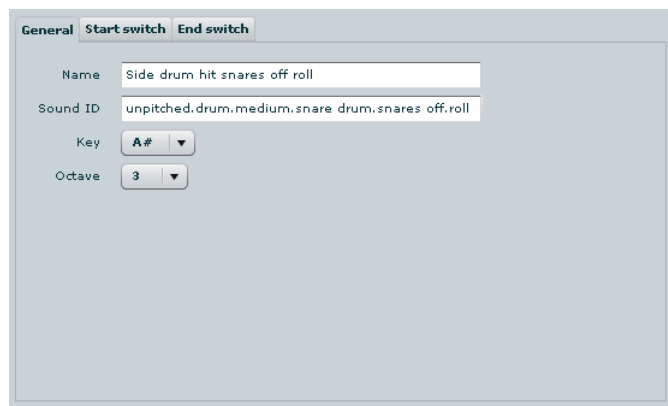 General Start switch End switch
Name Side drum hit snares off roll
Sound ID unpitched.drum.medium.snare drum.snares off.roll
Key A#
Octave 3